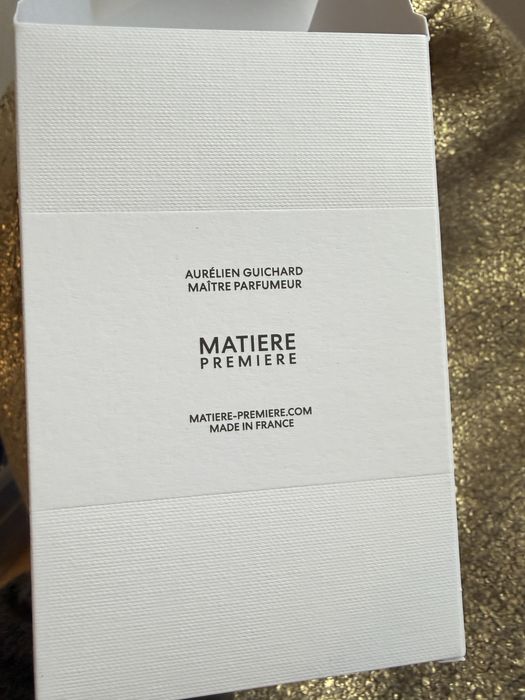 AURÉLIEN GUICHARD
MAÎTRE PARFUMEUR
MATIERE
PREMIERE
MATIERE-PREMIERE.COM
MADE IN FRANCE